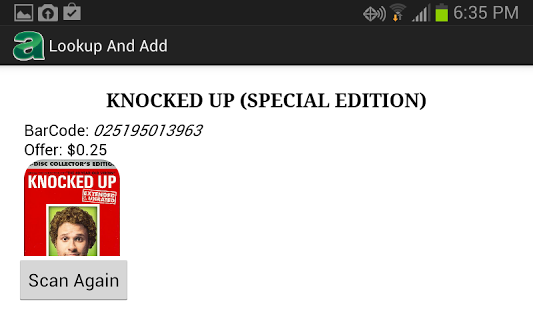 6:35 PM
a Lookup And Add
KNOCKED UP (SPECIAL EDITION)
BarCode: 025195013963
Offer: $0.25
-DISC COLLECTOR'S EDITIO
KNOCKED UP
EXTENDED
& UNRATED
Scan Again